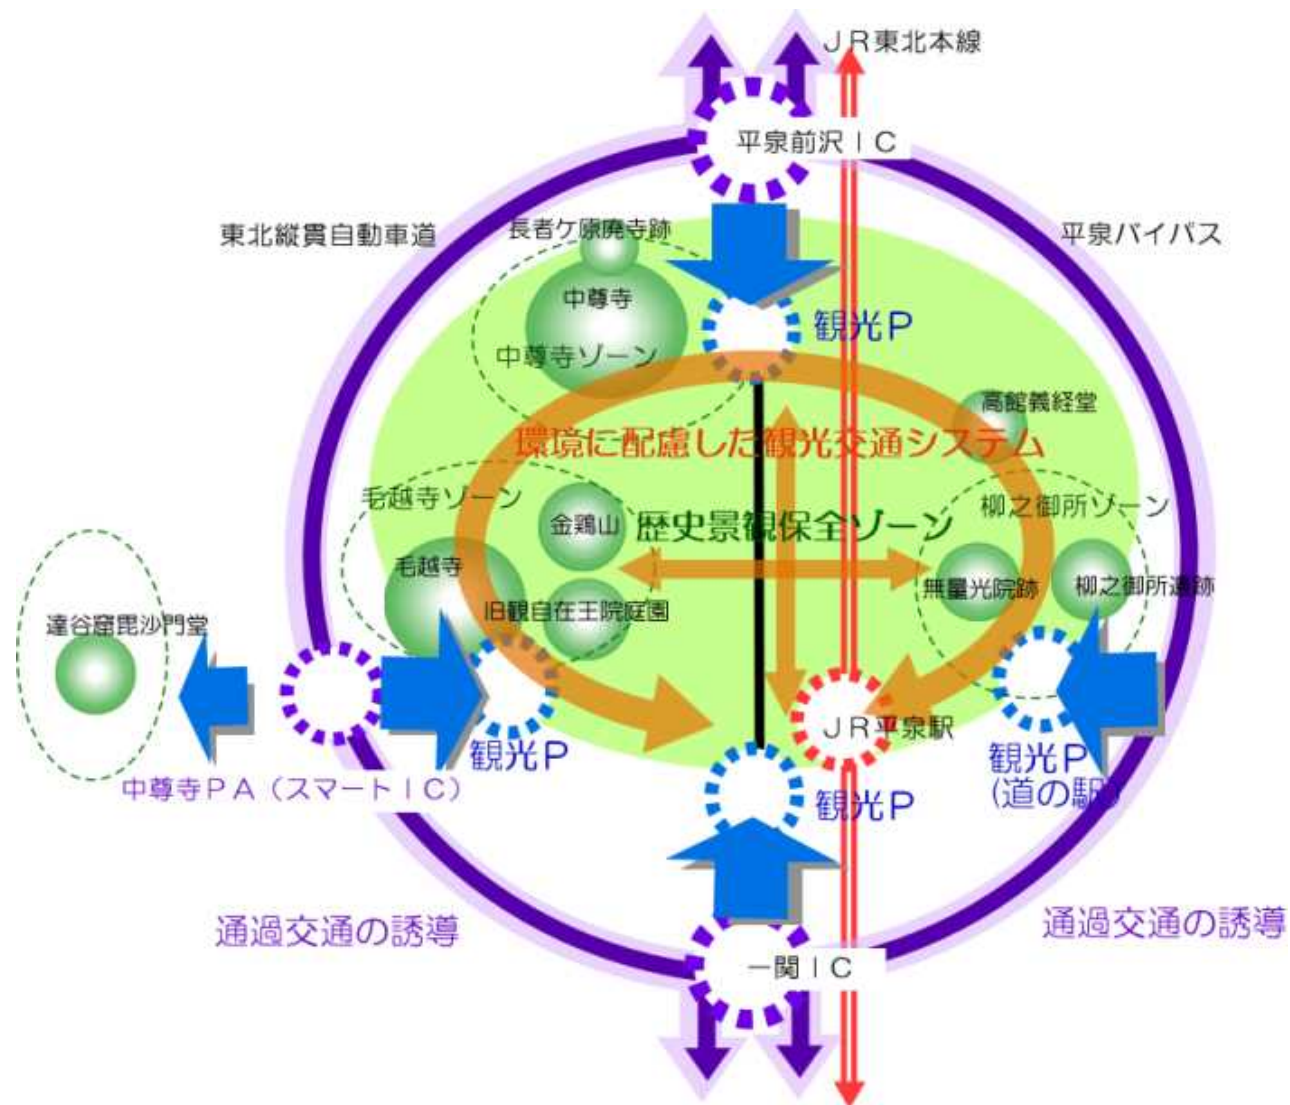 JR東北本線
平泉前沢IC
東北縦貫自動車道
平泉バイパス
長者ケ原廃寺跡
中尊寺
観光P
中尊寺ゾーン
高館義経堂
環境に配慮した観光交通システム
毛越寺ゾーン
柳之御所ゾーン
金鶏山
歴史景観保全ゾーン
毛越寺
無量光院跡
柳之御所遺跡
旧観自在王院庭園
達谷窟毘沙門堂
JR平泉駅
観光P
観光P
(道の駅)
中尊寺PA(スマートIC)
観光P
通過交通の誘導
通過交通の誘導
一関IC